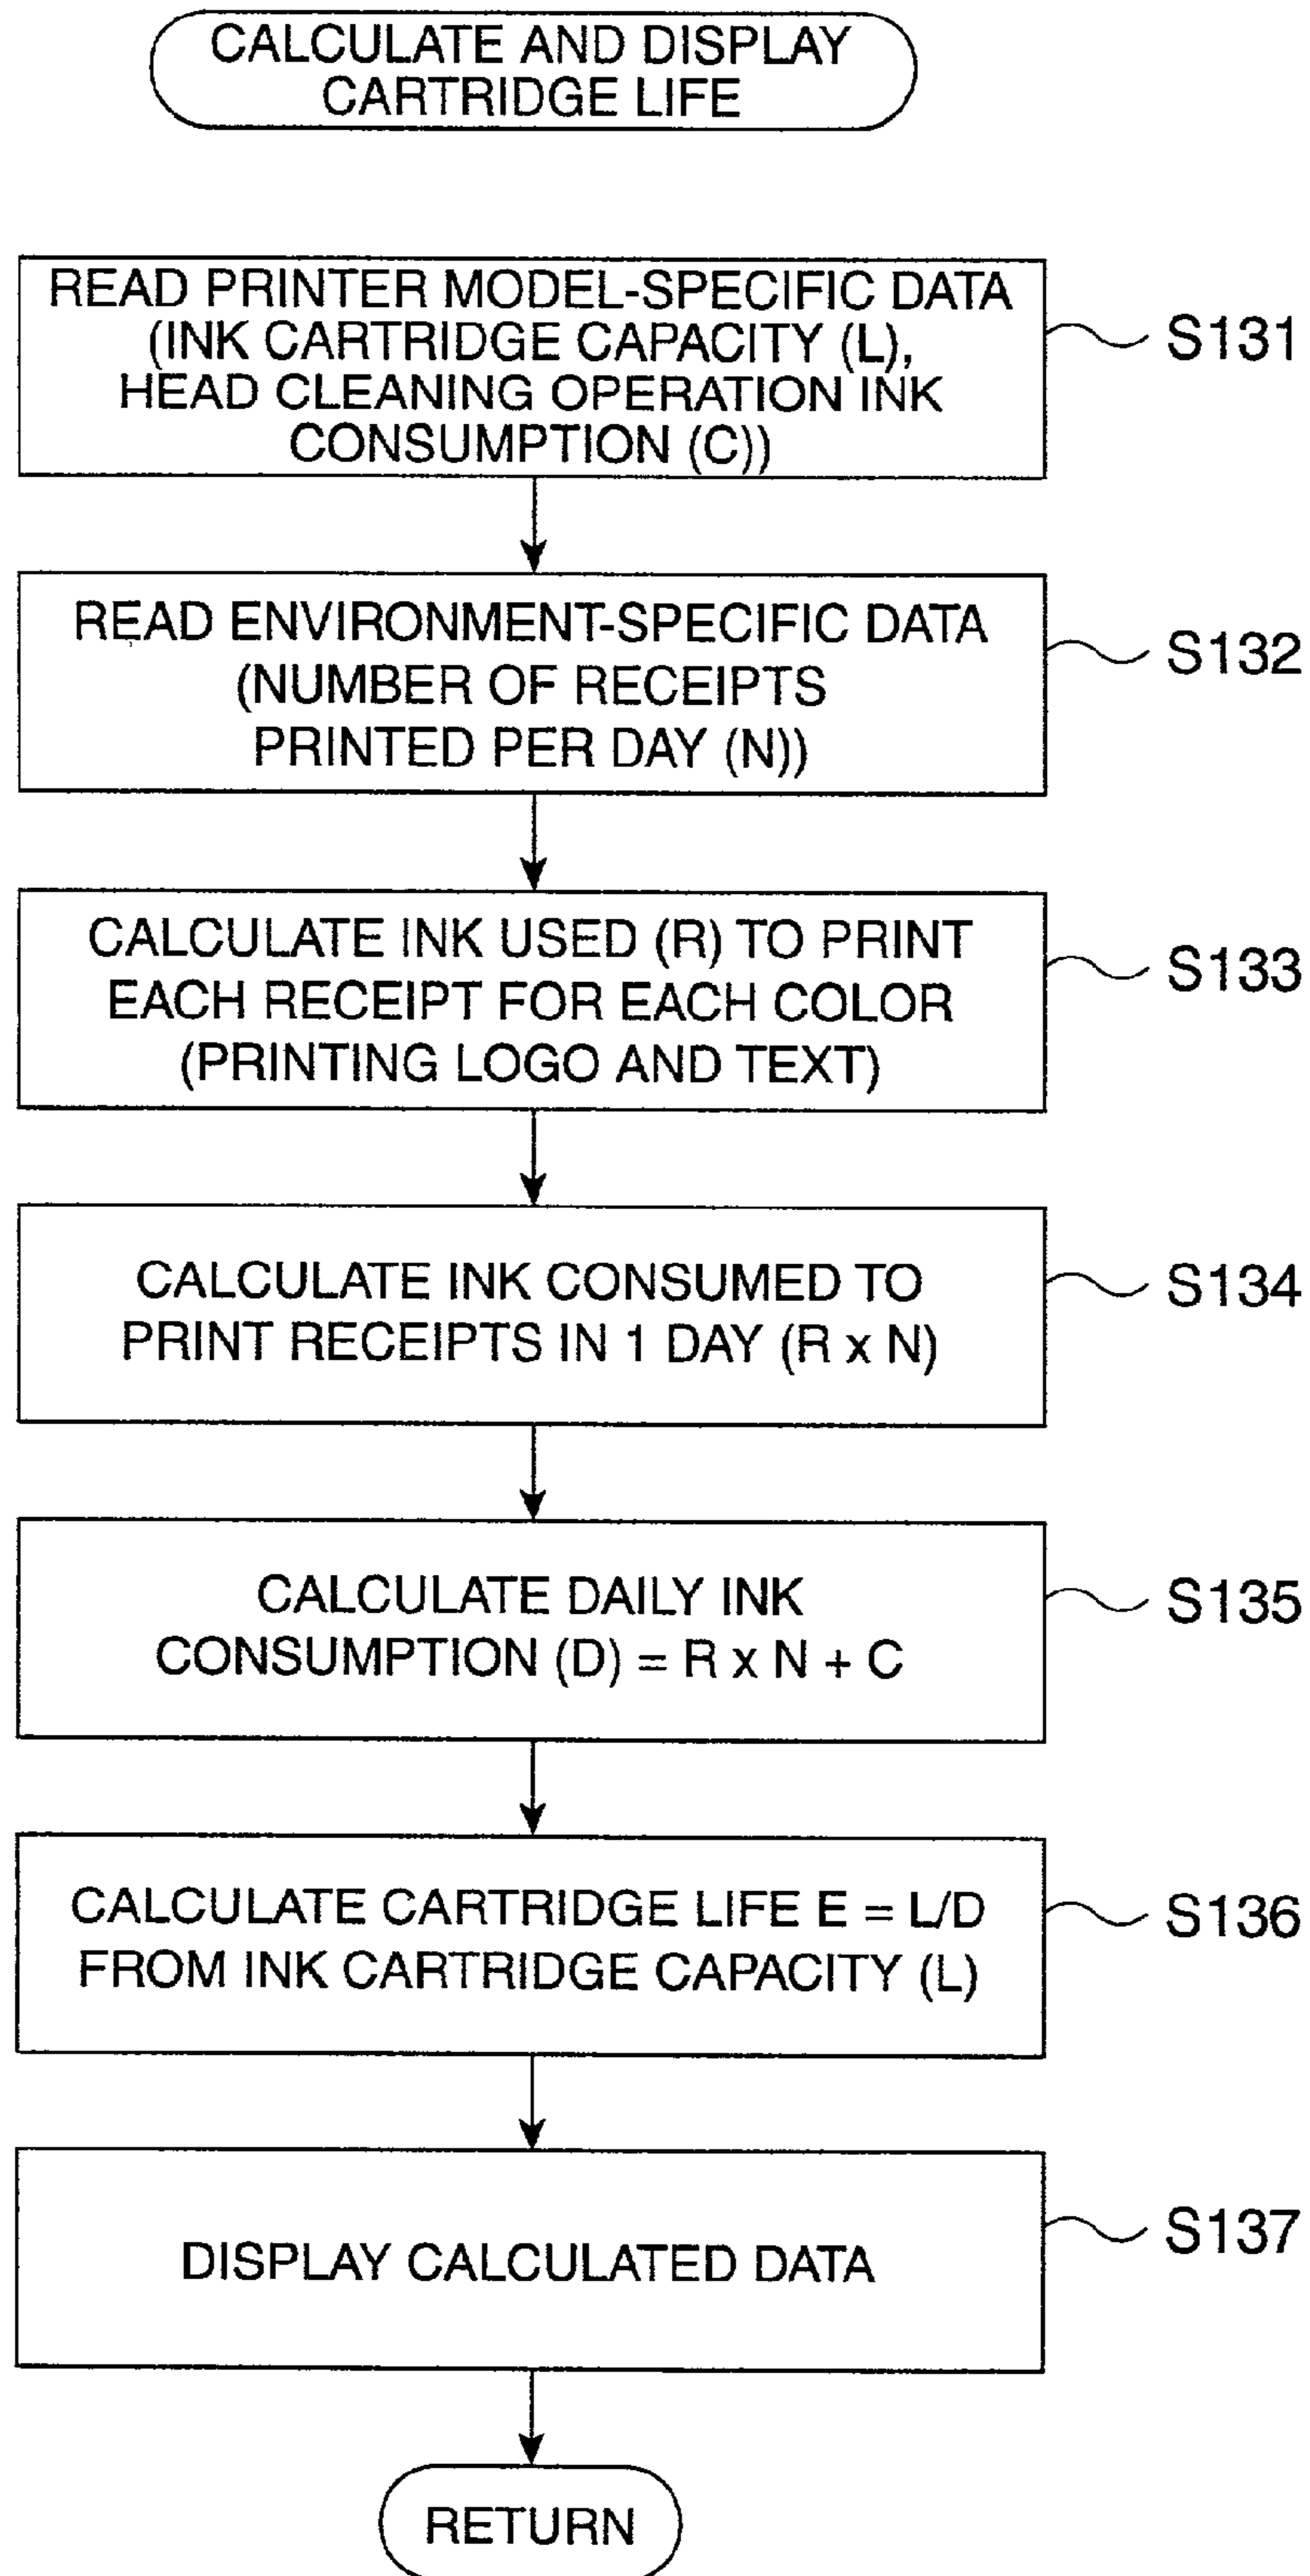 CALCULATE AND DISPLAY
CARTRIDGE LIFE
READ PRINTER MODEL-SPECIFIC DATA
(INK CARTRIDGE CAPACITY (L),
HEAD CLEANING OPERATION INK
CONSUMPTION (C))
S131
READ ENVIRONMENT-SPECIFIC DATA
(NUMBER OF RECEIPTS
PRINTED PER DAY (N))
S132
CALCULATE INK USED (R) TO PRINT
EACH RECEIPT FOR EACH COLOR
(PRINTING LOGO AND TEXT)
S133
CALCULATE INK CONSUMED TO
PRINT RECEIPTS IN 1 DAY (R x N)
S134
CALCULATE DAILY INK
CONSUMPTION (D) = R x N + C
S135
CALCULATE CARTRIDGE LIFE E = L/D
FROM INK CARTRIDGE CAPACITY (L)
S136
DISPLAY CALCULATED DATA
S137
RETURN